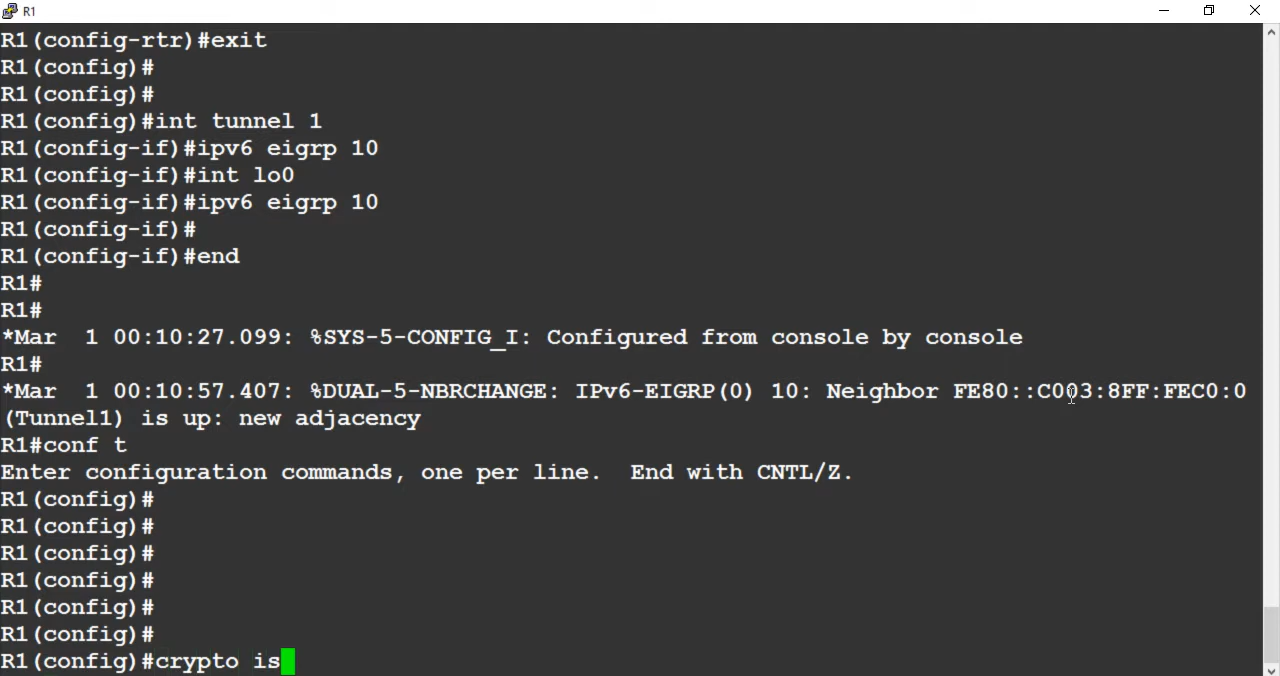 R1
R1(config-rtr)#exit
R1(config)#
R1(config)#
R1(config)#int tunnel 1
R1(config-if)#ipv6 eigrp 10
R1(config-if)#int lo0
R1(config-if)#ipv6 eigrp 10
R1(config-if)#
R1(config-if)#end
R1#
R1#
*Mar  1 00:10:27.099: %SYS-5-CONFIG_I: Configured from console by console
R1#
*Mar  1 00:10:57.407: %DUAL-5-NBRCHANGE: IPv6-EIGRP(0) 10: Neighbor FE80::C003:8FF:FEC0:0
(Tunnel1) is up: new adjacency
R1#conf t
Enter configuration commands, one per line.  End with CNTL/Z.
R1(config)#
R1(config)#
R1(config)#
R1(config)#
R1(config)#
R1(config)#
R1(config)#crypto is